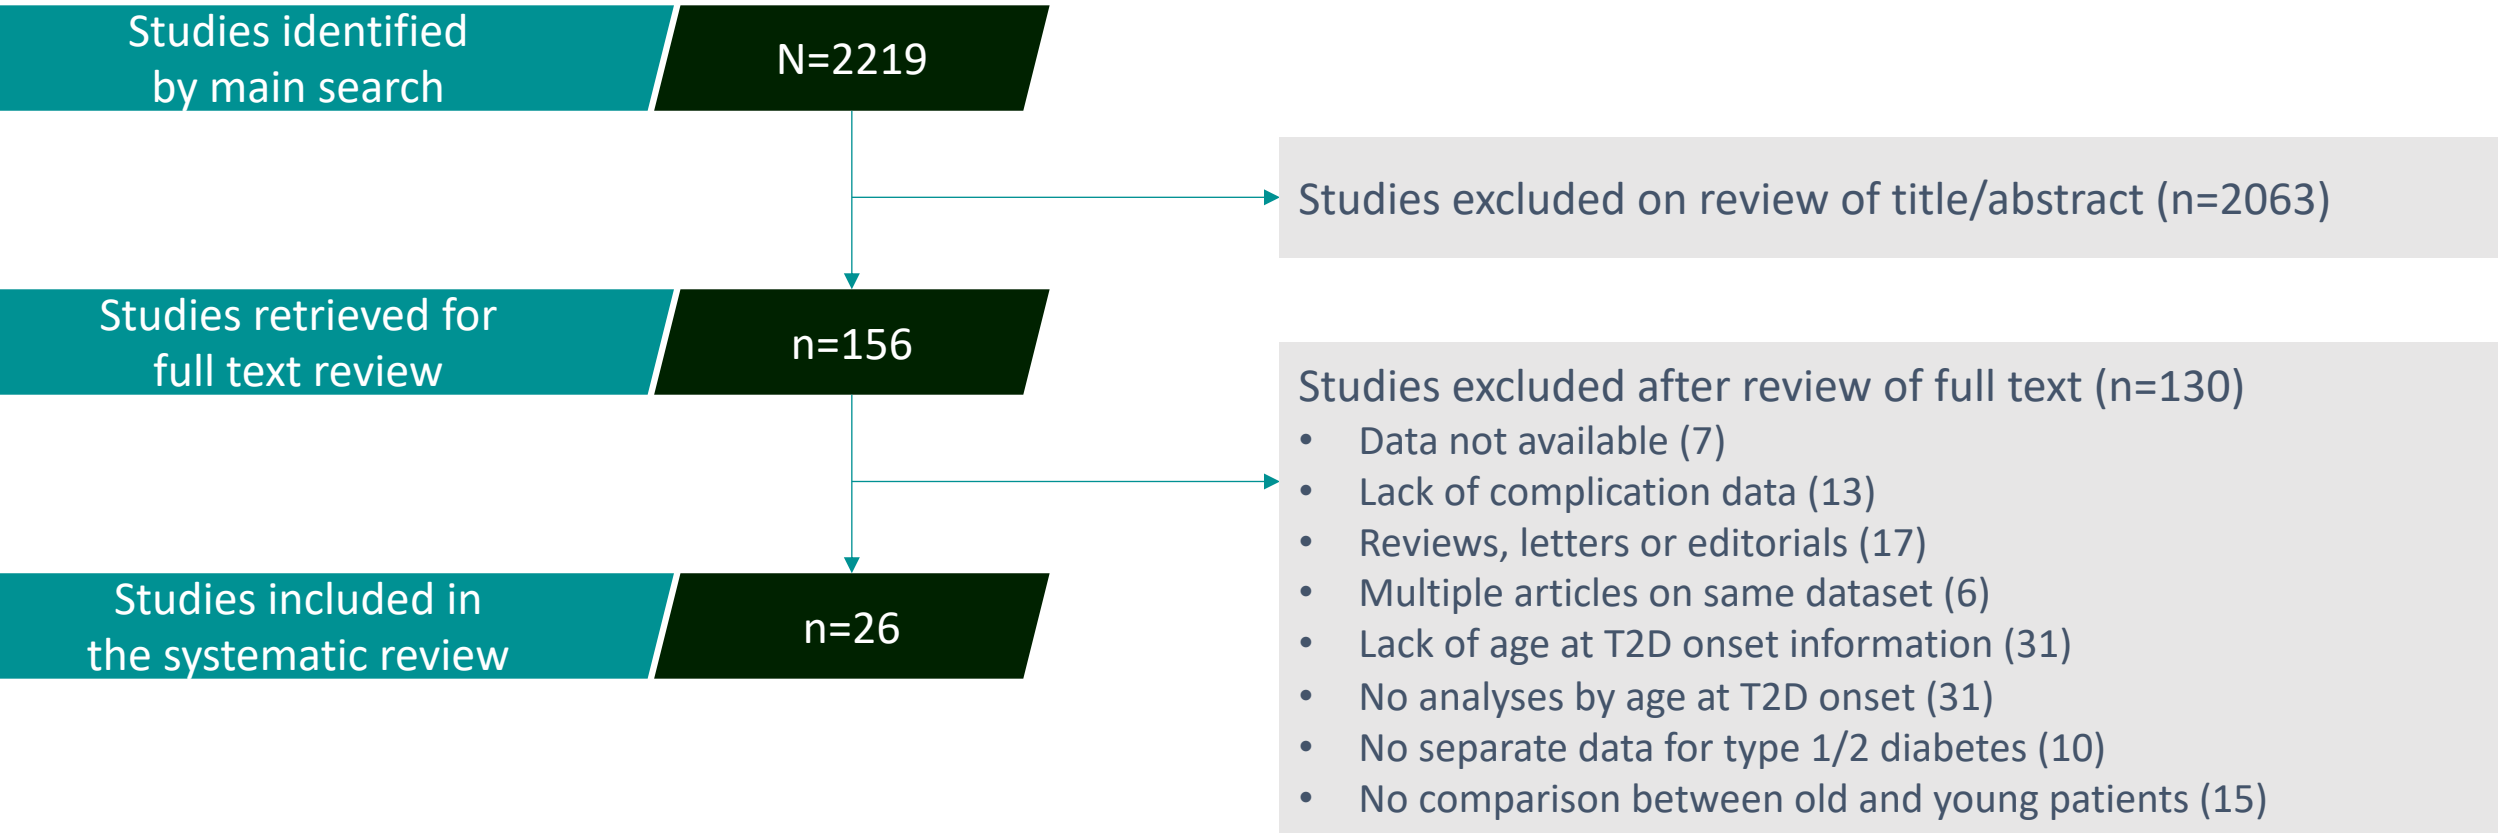 Studies identified
by main search
N=2219
Studies excluded on review of title/abstract (n=2063)
Studies retrieved for
full text review
n=156
Studies excluded after review of full text (n=130)
• Data not available (7)
• Lack of complication data (13)
• Reviews, letters or editorials (17)
• Multiple articles on same dataset (6)
• Lack of age at T2D onset information (31)
• No analyses by age at T2D onset (31)
• No separate data for type 1/2 diabetes (10)
• No comparison between old and young patients (15)
Studies included in
the systematic review
n=26